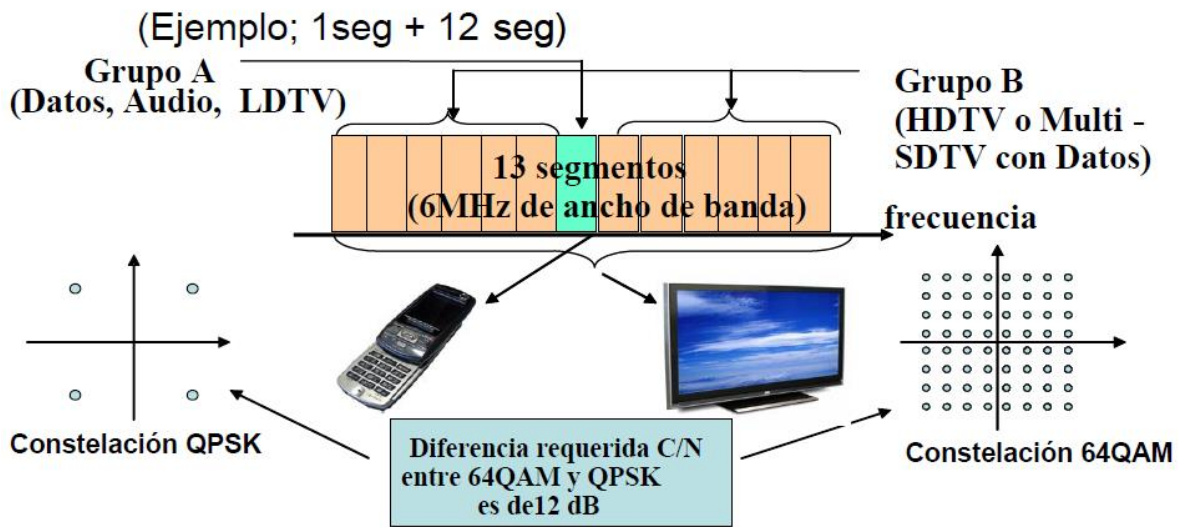 (Ejemplo; 1seg + 12 seg)
Grupo A
(Datos, Audio, LDTV)
Grupo B
(HDTV o Multi -
SDTV con Datos)
13 segmentos
(6MHz de ancho de banda)
frecuencia
Constelación QPSK
Diferencia requerida C/N
entre 64QAM y QPSK
es de12 dB
Constelación 64QAM